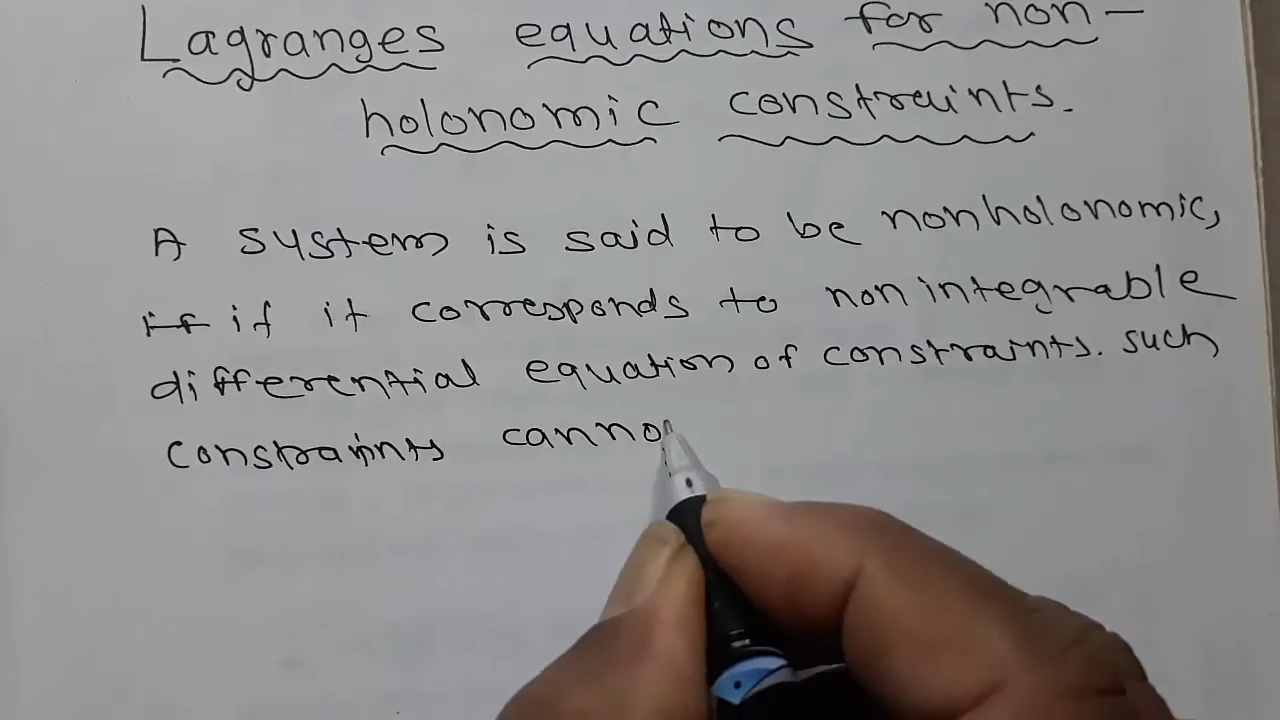 Lagranges equations for non-
holonomic constraints.
A system is said to be nonholonomic,
if if it corresponds to non integrable
differential equation of constraints. such
constraints canno